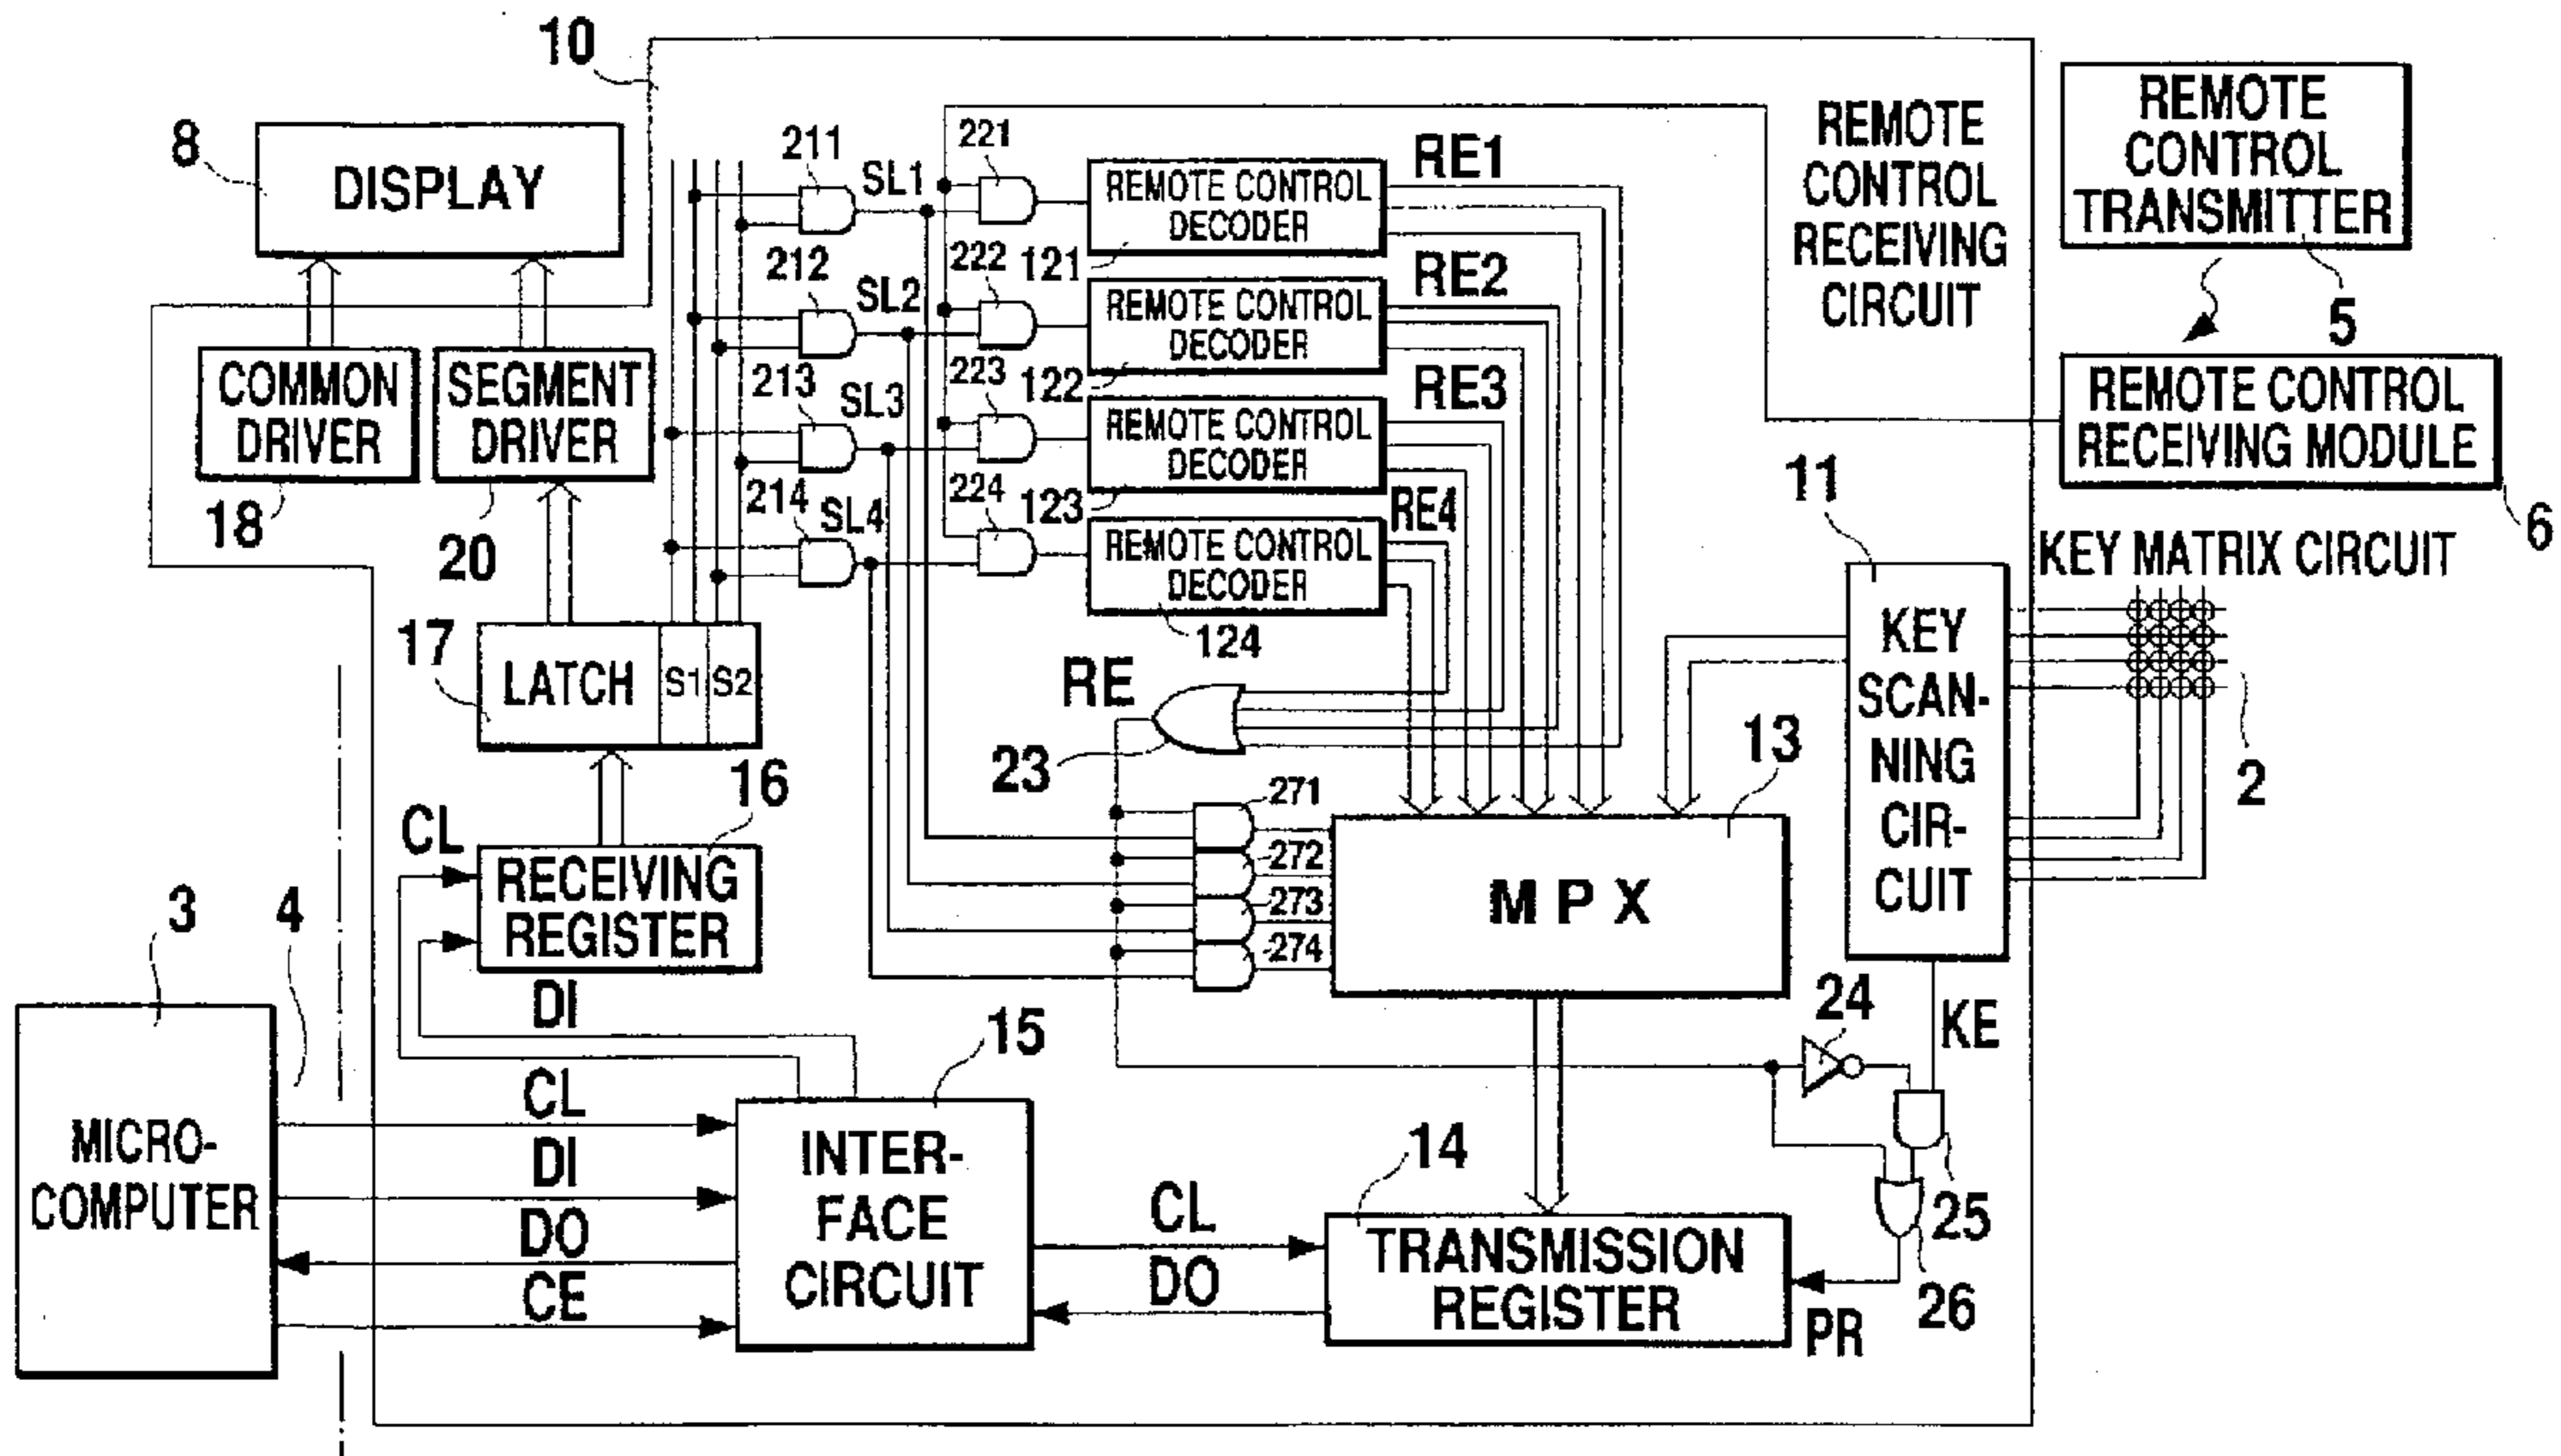 10
REMOTE
CONTROL
RECEIVING
CIRCUIT
REMOTE
CONTROL
TRANSMITTER
5
8
DISPLAY
211
SL1
221
REMOTE CONTROL
DECODER
121
RE1
212
SL2
222
REMOTE CONTROL
DECODER
122
RE2
213
SL3
223
REMOTE CONTROL
DECODER
123
RE3
214
SL4
224
REMOTE CONTROL
DECODER
124
RE4
REMOTE CONTROL
RECEIVING MODULE
6
COMMON
DRIVER
18
SEGMENT
DRIVER
20
11
KEY MATRIX CIRCUIT
KEY
SCAN-
NING
CIR-
CUIT
2
17
LATCH
S1
S2
RE
23
13
271
272
273
274
M P X
16
CL
RECEIVING
REGISTER
DI
3
4
MICRO-
COMPUTER
CL
DI
DO
CE
15
INTER-
FACE
CIRCUIT
CL
DO
14
TRANSMISSION
REGISTER
24
KE
25
26
PR